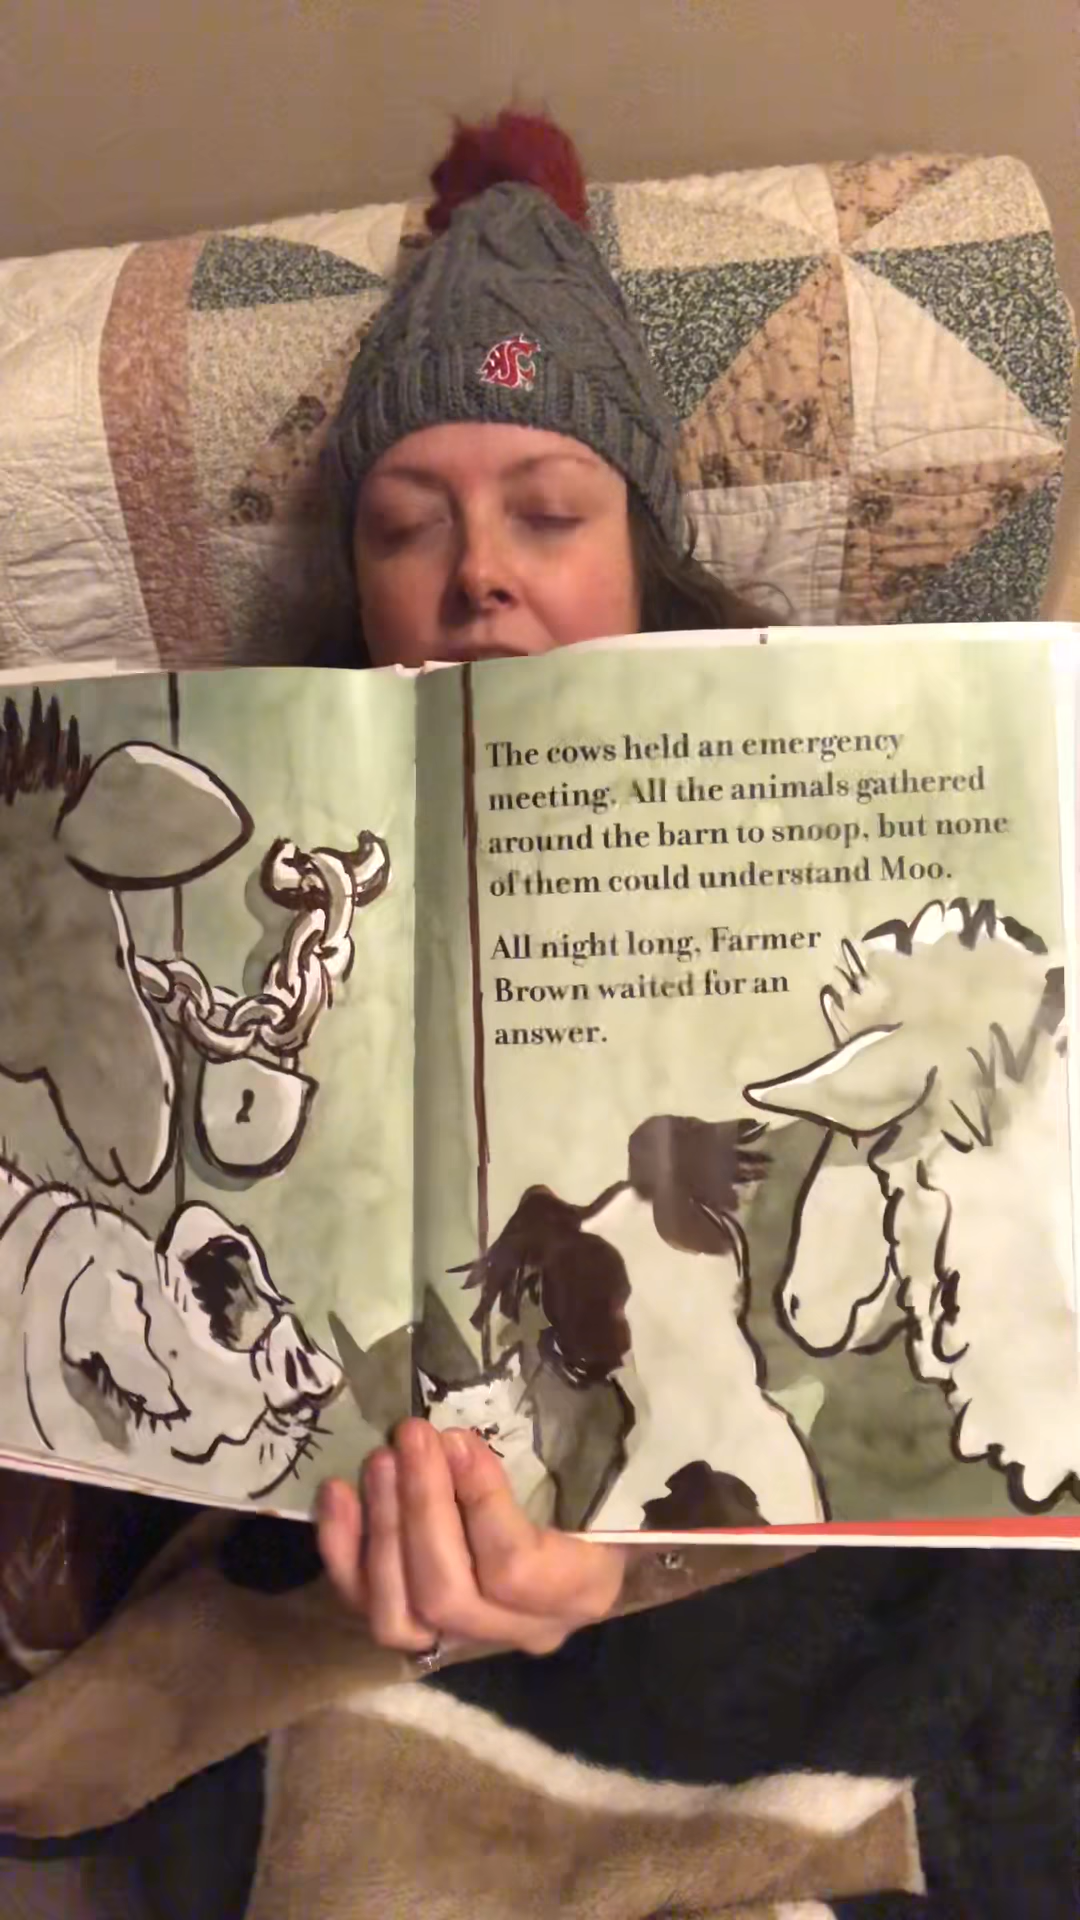 The cows held an emergency
meeting. All the animals gathered
around the barn to snoop, but none
of them could understand Moo.
All night long, Farmer
Brown waited for an
answer.